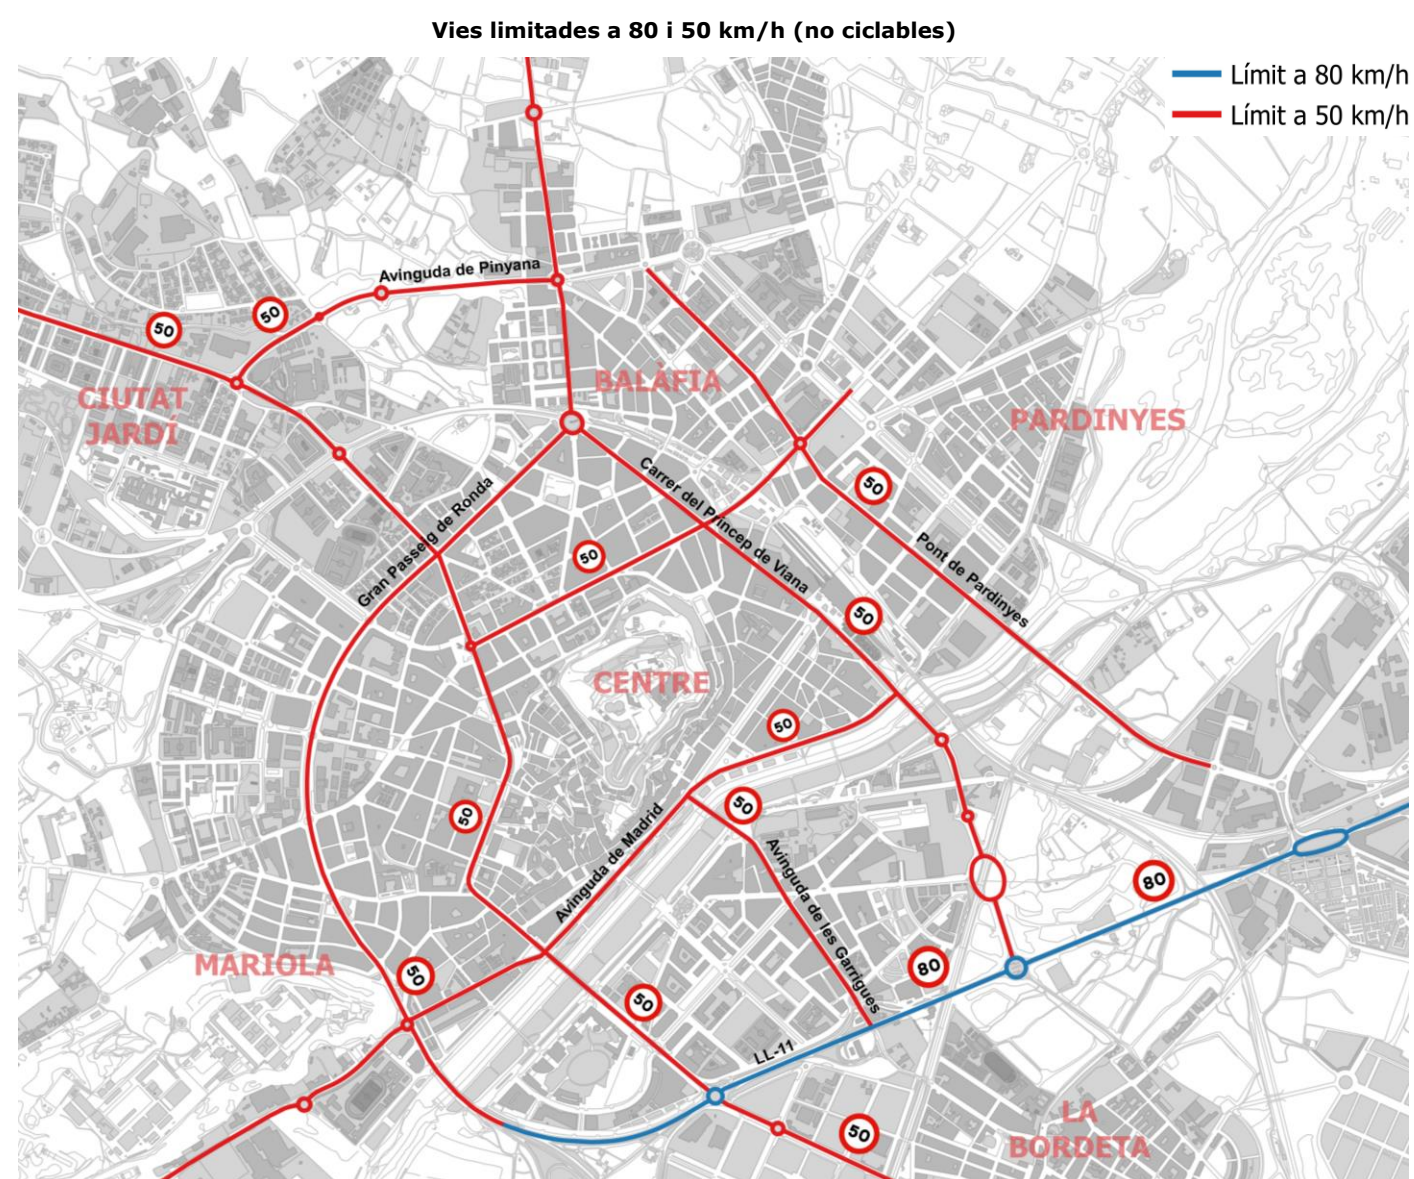 Vies limitades a 80 i 50 km/h (no ciclables)
Límit a 80 km/h
Límit a 50 km/h
Avinguda de Pinyana
50
50
CIUTAT
JARDÍ
BALÀFIA
PARDINYES
Carrer del Príncep de Viana
Gran Passeig de Ronda
50
50
Pont de Pardinyes
50
CENTRE
50
50
50
Avinguda de Madrid
Avinguda de les Garrigues
80
MARIOLA
50
80
50
LL-11
50
LA
BORDETA